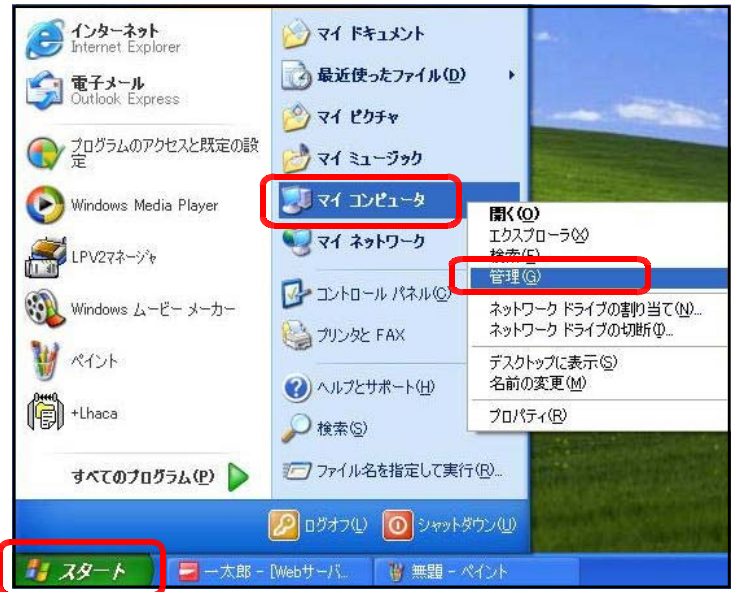 インターネット
Internet Explorer
電子メール
Outlook Express
プログラムのアクセスと既定の設
定
Windows Media Player
LPV2マネージャ
Windows ムービー メーカー
ペイント
+Lhaca
すべてのプログラム(P)
マイ ドキュメント
最近使ったファイル(D)
マイ ピクチャ
マイ ミュージック
マイ コンピュータ
マイ ネットワーク
コントロール パネル(C)
プリンタと FAX
ヘルプとサポート(H)
検索(S)
ファイル名を指定して実行(R)...
開く(O)
エクスプローラ(X)
検索(E)
管理(G)
ネットワーク ドライブの割り当て(N)...
ネットワーク ドライブの切断(I)...
デスクトップに表示(S)
名前の変更(M)
プロパティ(R)
ログオフ(L)
シャットダウン(U)
スタート
一太郎 - [Webサーバ...
無題 - ペイント